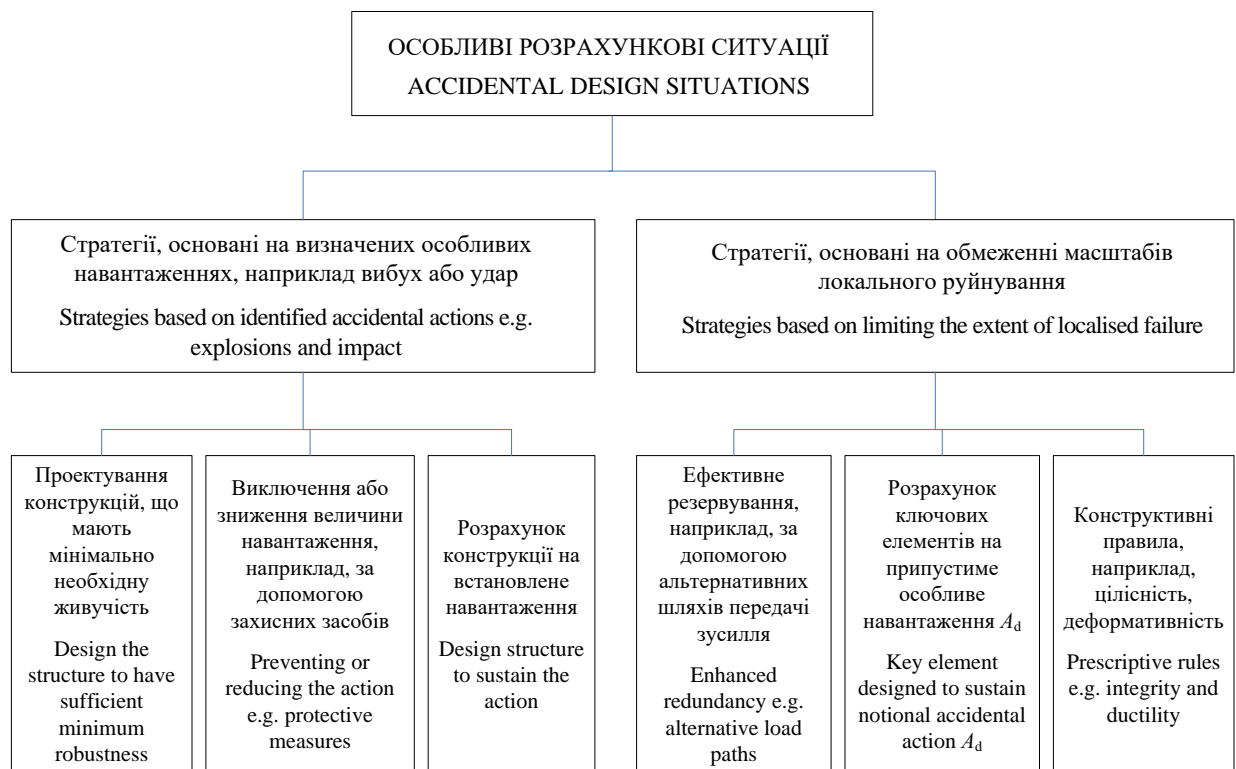 ОСОБЛИВІ РОЗРАХУНКОВІ СИТУАЦІЇ
ACCIDENTAL DESIGN SITUATIONS
Стратегії, основані на визначених особливих
навантаженнях, наприклад вибух або удар
Strategies based on identified accidental actions e.g.
explosions and impact
Стратегії, основані на обмеженні масштабів
локального руйнування
Strategies based on limiting the extent of localised failure
Проектування
конструкцій, що
мають
мінімально
необхідну
живучість
Design the
structure to have
sufficient
minimum
robustness
Виключення або
зниження величини
навантаження,
наприклад, за
допомогою
захисних засобів
Preventing or
reducing the action
e.g. protective
measures
Розрахунок
конструкції на
встановлене
навантаження
Design structure
to sustain the
action
Ефективне
резервування,
наприклад, за
допомогою
альтернативних
шляхів передачі
зусилля
Enhanced
redundancy e.g.
alternative load
paths
Розрахунок
ключових
елементів на
припустиме
особливе
навантаження Ad
Key element
designed to sustain
notional accidental
action Ad
Конструктивні
правила,
наприклад,
цілісність,
деформативність
Prescriptive rules
e.g. integrity and
ductility